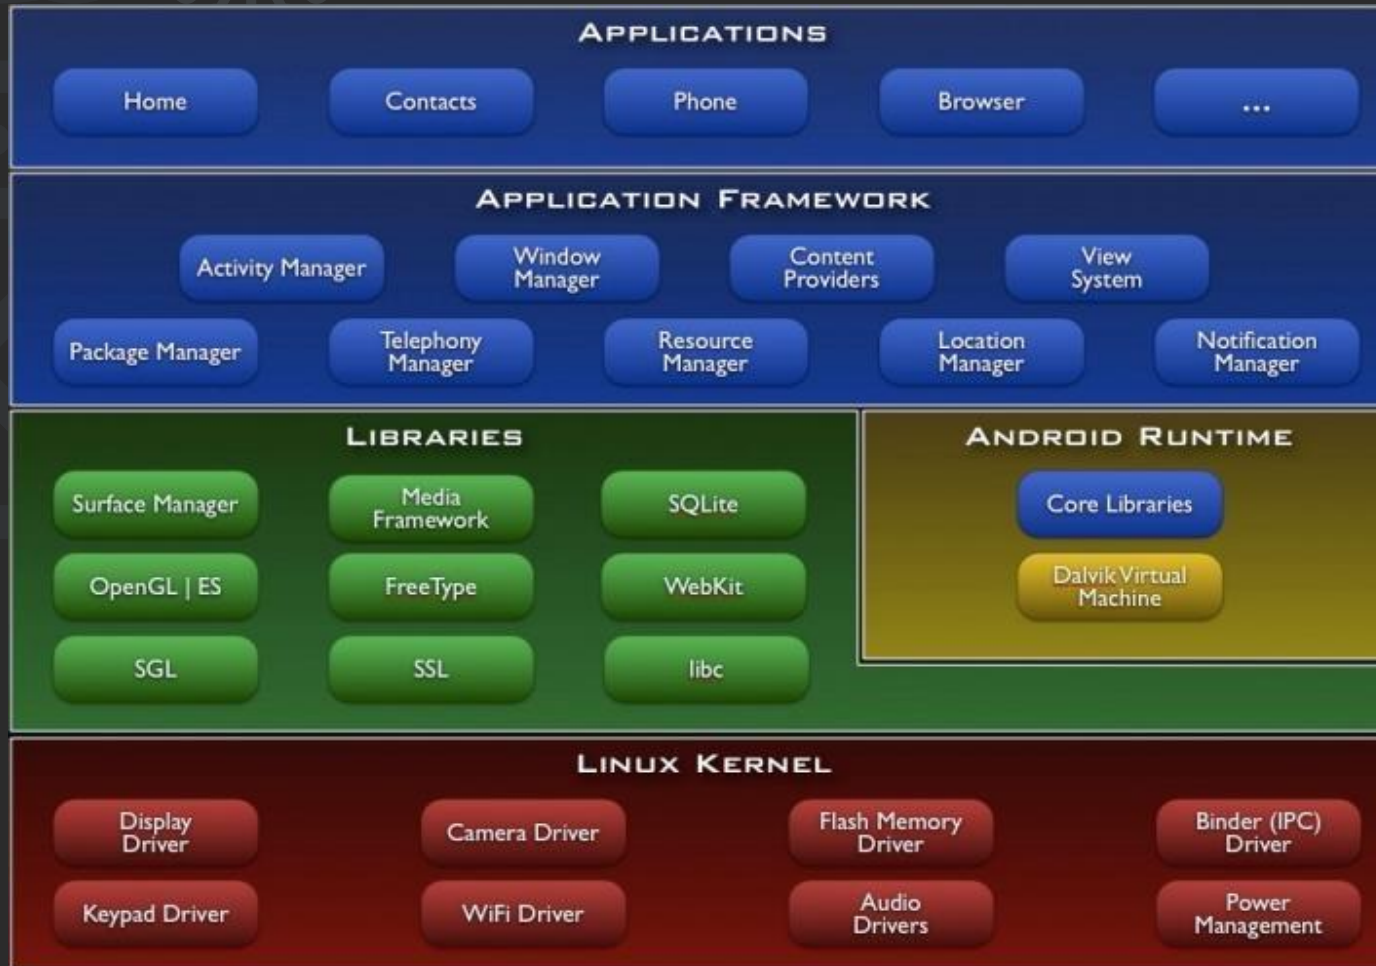 APPLICATIONS
Home
Contacts
Phone
Browser
...
APPLICATION FRAMEWORK
Activity Manager
Window
Manager
Content
Providers
View
System
Package Manager
Telephony
Manager
Resource
Manager
Location
Manager
Notification
Manager
LIBRARIES
Surface Manager
Media
Framework
SQLite
OpenGL | ES
FreeType
WebKit
SGL
SSL
libc
ANDROID RUNTIME
Core Libraries
Dalvik Virtual
Machine
LINUX KERNEL
Display
Driver
Camera Driver
Flash Memory
Driver
Binder (IPC)
Driver
Keypad Driver
WiFi Driver
Audio
Drivers
Power
Management